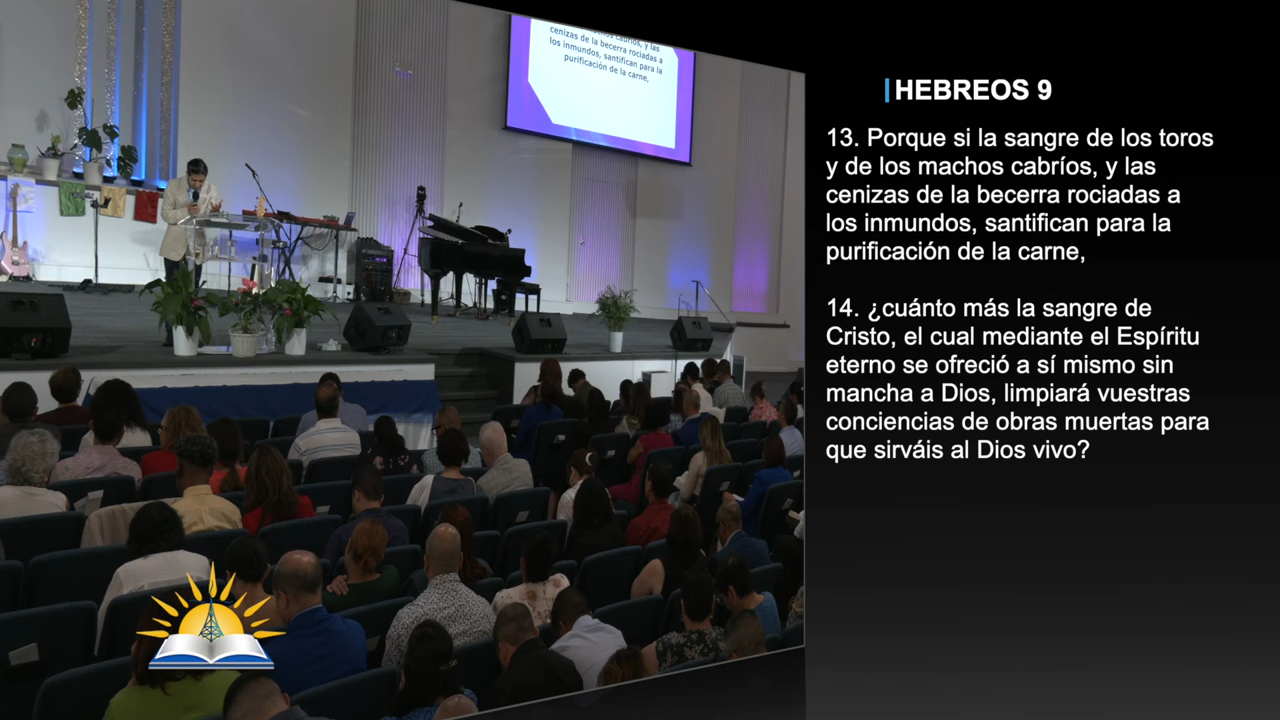 machos cabríos, y las
cenizas de la becerra rociadas a
los inmundos, santifican para la
purificación de la carne,
HEBREOS 9
13. Porque si la sangre de los toros
y de los machos cabríos, y las
cenizas de la becerra rociadas a
los inmundos, santifican para la
purificación de la carne,
14. ¿cuánto más la sangre de
Cristo, el cual mediante el Espíritu
eterno se ofreció a sí mismo sin
mancha a Dios, limpiará vuestras
conciencias de obras muertas para
que sirváis al Dios vivo?